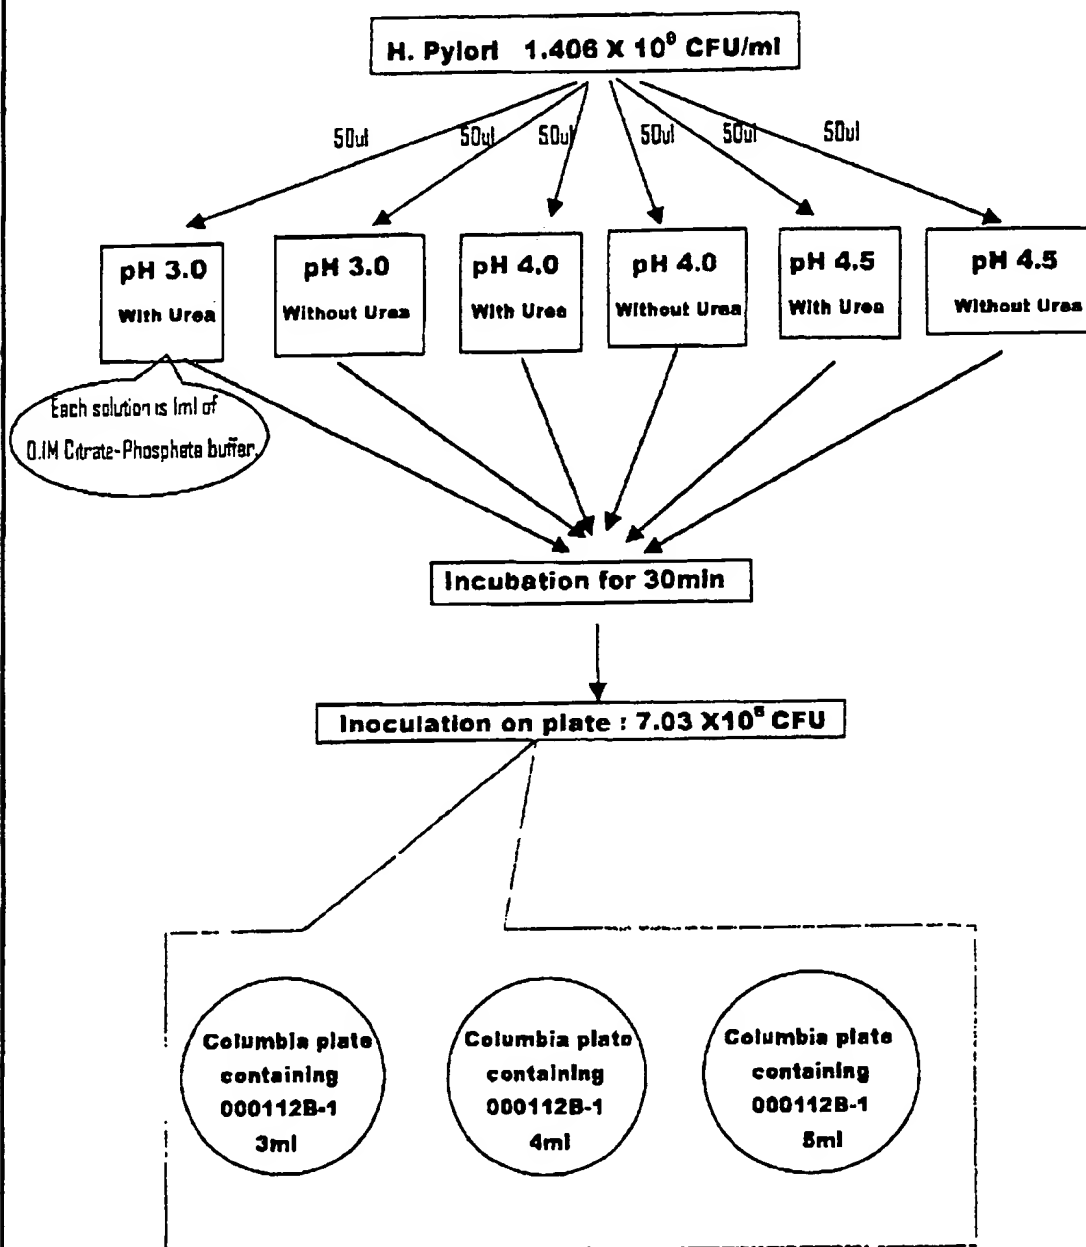 H. Pylori 1.406 X 10⁹ CFU/ml
50ul 50ul 50ul 50ul 50ul 50ul
pH 3.0
With Urea
pH 3.0
Without Urea
pH 4.0
With Urea
pH 4.0
Without Urea
pH 4.5
With Urea
pH 4.5
Without Urea
Each solution is 1ml of
0.1M Citrate-Phosphate buffer.
Incubation for 30min
Inoculation on plate : 7.03 X10⁵ CFU
Columbia plate
containing
000112B-1
3ml
Columbia plate
containing
000112B-1
4ml
Columbia plate
containing
000112B-1
5ml